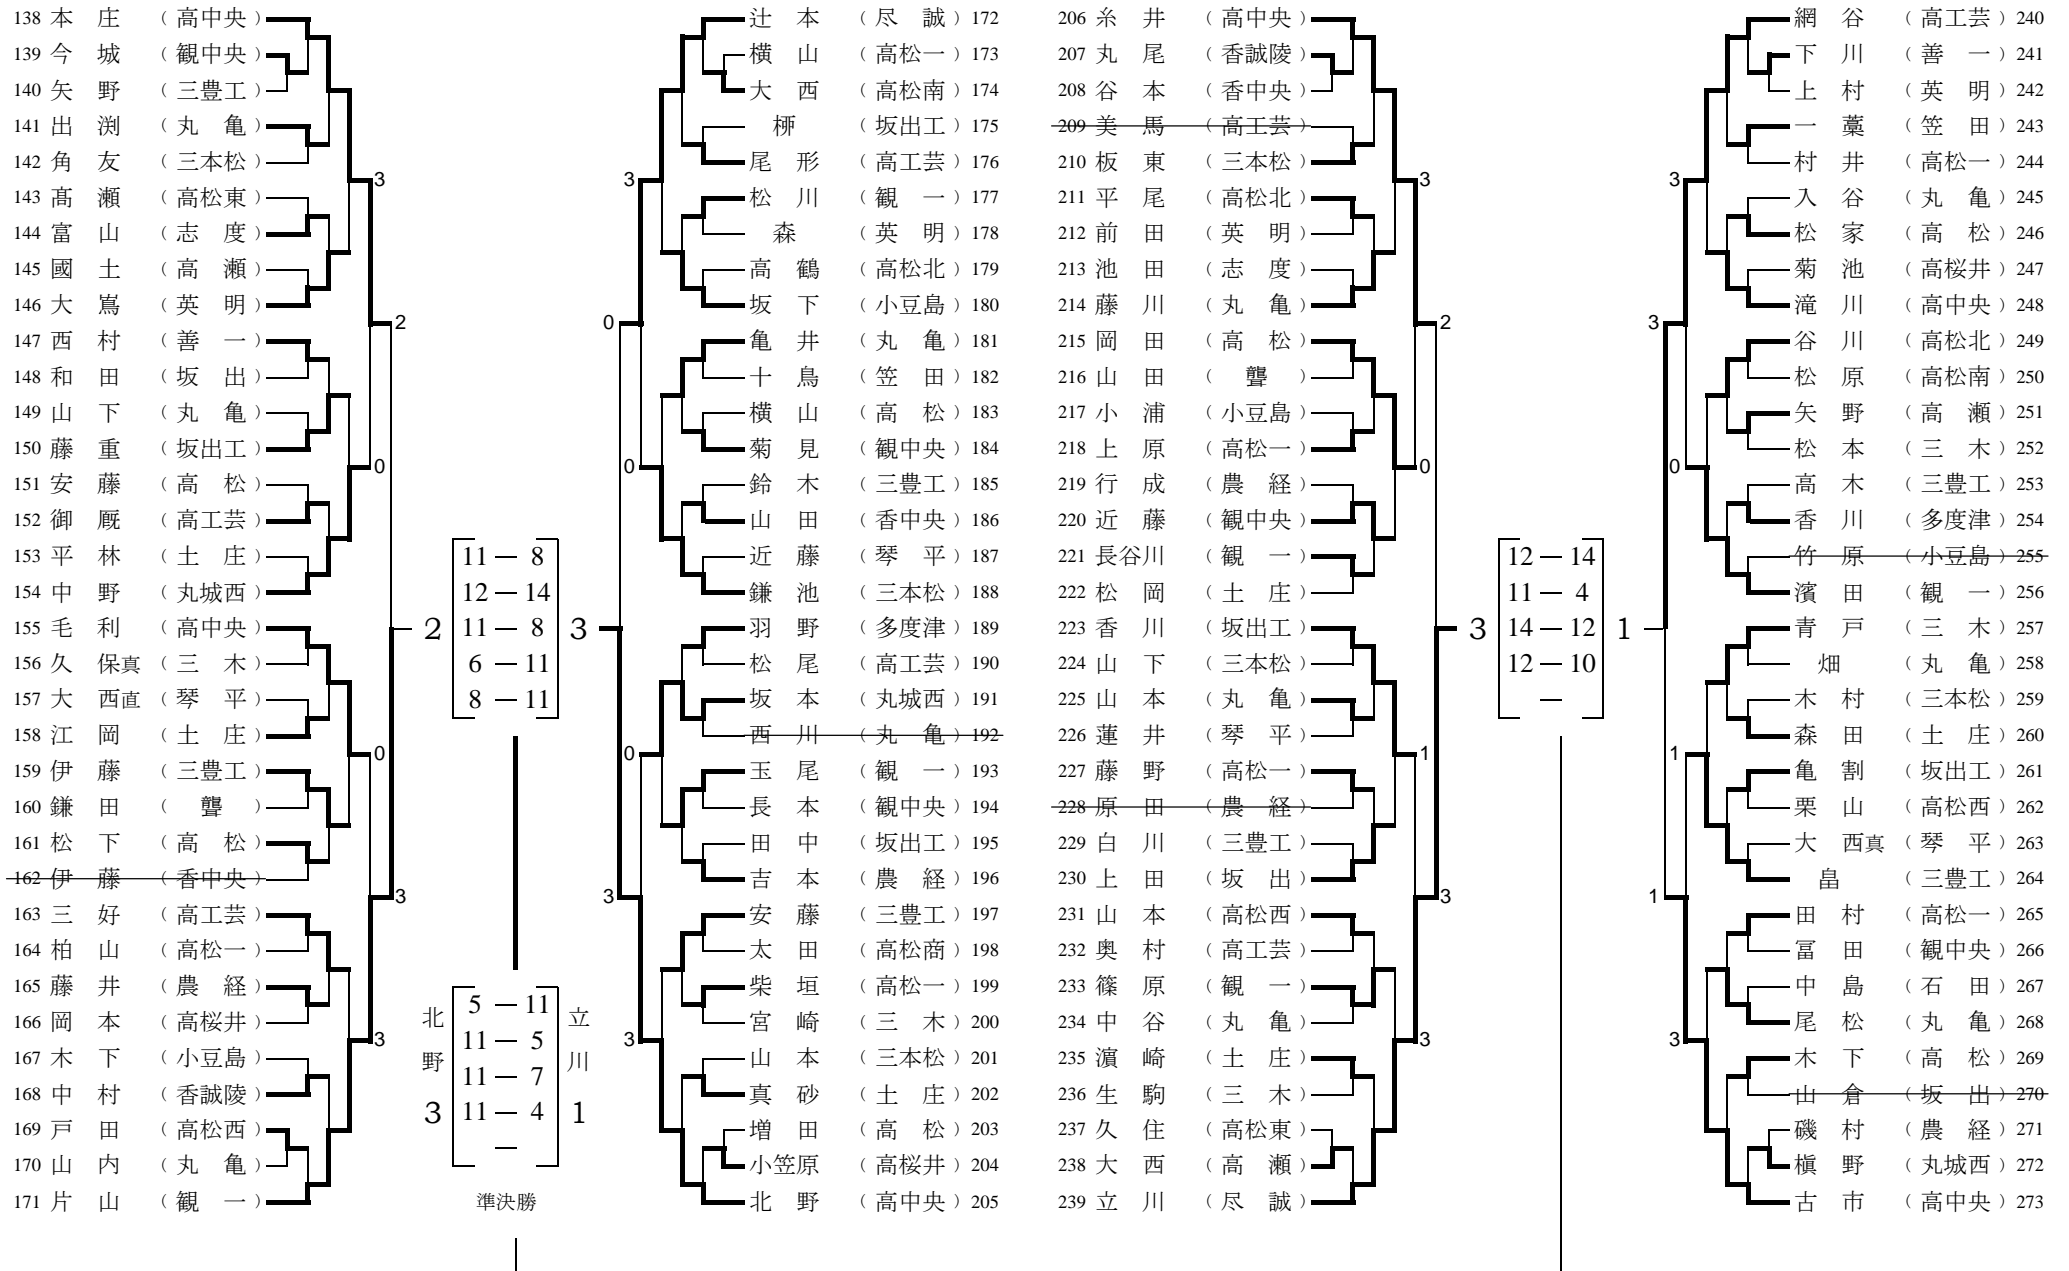 138 本 庄 (高中央)
139 今 城 (観中央)
140 矢 野 (三豊工)
141 出 渕 (丸 亀)
142 角 友 (三本松)
143 髙 瀬 (高松東)
144 富 山 (志 度)
145 國 土 (高 瀬)
146 大 嶌 (英 明)
147 西 村 (善 一)
148 和 田 (坂 出)
149 山 下 (丸 亀)
150 藤 重 (坂出工)
151 安 藤 (高 松)
152 御 厩 (高工芸)
153 平 林 (土 庄)
154 中 野 (丸城西)
155 毛 利 (高中央)
156 久 保真 (三 木)
157 大 西直 (琴 平)
158 江 岡 (土 庄)
159 伊 藤 (三豊工)
160 鎌 田 (聾)
161 松 下 (高 松)
162 伊 藤 (香中央)
163 三 好 (高工芸)
164 柏 山 (高松一)
165 藤 井 (農 経)
166 岡 本 (高桜井)
167 木 下 (小豆島)
168 中 村 (香誠陵)
169 戸 田 (高松西)
170 山 内 (丸 亀)
171 片 山 (観 一)
3
2
0
0
3
3
2
11 — 8
12 — 14
11 — 8
6 — 11
8 — 11
3
北野
3
5 — 11
11 — 5
11 — 7
11 — 4
—
立川
1
準決勝
3
0
0
0
3
3
辻 本 (尽 誠) 172
横 山 (高松一) 173
大 西 (高松南) 174
桺 (坂出工) 175
尾 形 (高工芸) 176
松 川 (観 一) 177
森 (英 明) 178
高 鶴 (高松北) 179
坂 下 (小豆島) 180
亀 井 (丸 亀) 181
十 鳥 (笠 田) 182
横 山 (高 松) 183
菊 見 (観中央) 184
鈴 木 (三豊工) 185
山 田 (香中央) 186
近 藤 (琴 平) 187
鎌 池 (三本松) 188
羽 野 (多度津) 189
松 尾 (高工芸) 190
坂 本 (丸城西) 191
西 川 (丸 亀) 192
玉 尾 (観 一) 193
長 本 (観中央) 194
田 中 (坂出工) 195
吉 本 (農 経) 196
安 藤 (三豊工) 197
太 田 (高松商) 198
柴 垣 (高松一) 199
宮 崎 (三 木) 200
山 本 (三本松) 201
真 砂 (土 庄) 202
増 田 (高 松) 203
小笠原 (高桜井) 204
北 野 (高中央) 205
206 糸 井 (高中央)
207 丸 尾 (香誠陵)
208 谷 本 (香中央)
209 美 馬 (高工芸)
210 板 東 (三本松)
211 平 尾 (高松北)
212 前 田 (英 明)
213 池 田 (志 度)
214 藤 川 (丸 亀)
215 岡 田 (高 松)
216 山 田 (聾)
217 小 浦 (小豆島)
218 上 原 (高松一)
219 行 成 (農 経)
220 近 藤 (観中央)
221 長谷川 (観 一)
222 松 岡 (土 庄)
223 香 川 (坂出工)
224 山 下 (三本松)
225 山 本 (丸 亀)
226 蓮 井 (琴 平)
227 藤 野 (高松一)
228 原 田 (農 経)
229 白 川 (三豊工)
230 上 田 (坂 出)
231 山 本 (高松西)
232 奥 村 (高工芸)
233 篠 原 (観 一)
234 中 谷 (丸 亀)
235 濵 崎 (土 庄)
236 生 駒 (三 木)
237 久 住 (高松東)
238 大 西 (高 瀬)
239 立 川 (尽 誠)
3
2
0
1
3
3
3
12 — 14
11 — 4
14 — 12
12 — 10
—
1
3
3
0
1
1
3
網 谷 (高工芸) 240
下 川 (善 一) 241
上 村 (英 明) 242
一 藁 (笠 田) 243
村 井 (高松一) 244
入 谷 (丸 亀) 245
松 家 (高 松) 246
菊 池 (高桜井) 247
滝 川 (高中央) 248
谷 川 (高松北) 249
松 原 (高松南) 250
矢 野 (高 瀬) 251
松 本 (三 木) 252
高 木 (三豊工) 253
香 川 (多度津) 254
竹 原 (小豆島) 255
濱 田 (観 一) 256
青 戸 (三 木) 257
畑 (丸 亀) 258
木 村 (三本松) 259
森 田 (土 庄) 260
亀 割 (坂出工) 261
栗 山 (高松西) 262
大 西真 (琴 平) 263
畠 (三豊工) 264
田 村 (高松一) 265
冨 田 (観中央) 266
中 島 (石 田) 267
尾 松 (丸 亀) 268
木 下 (高 松) 269
山 倉 (坂 出) 270
磯 村 (農 経) 271
槇 野 (丸城西) 272
古 市 (高中央) 273